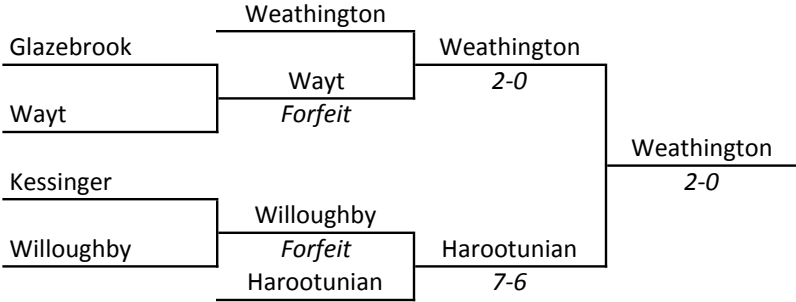 Weathington
Glazebrook
Weathington
Wayt
2-0
Wayt
Forfeit
Weathington
Kessinger
2-0
Willoughby
Willoughby
Forfeit
Harootunian
Harootunian
7-6